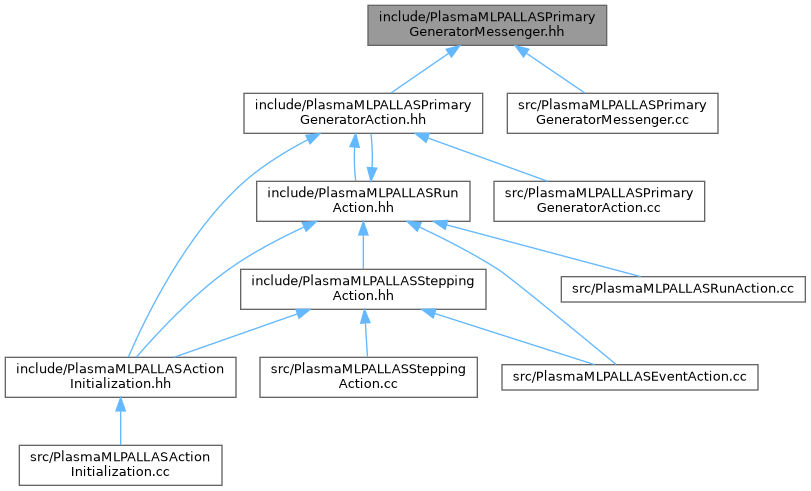 include/PlasmaMLPALLASPrimary
GeneratorMessenger.hh
include/PlasmaMLPALLASPrimary
GeneratorAction.hh
src/PlasmaMLPALLASPrimary
GeneratorMessenger.cc
include/PlasmaMLPALLASRun
Action.hh
src/PlasmaMLPALLASPrimary
GeneratorAction.cc
include/PlasmaMLPALLASStepping
Action.hh
src/PlasmaMLPALLASRunAction.cc
include/PlasmaMLPALLASAction
Initialization.hh
src/PlasmaMLPALLASStepping
Action.cc
src/PlasmaMLPALLASEventAction.cc
src/PlasmaMLPALLASAction
Initialization.cc